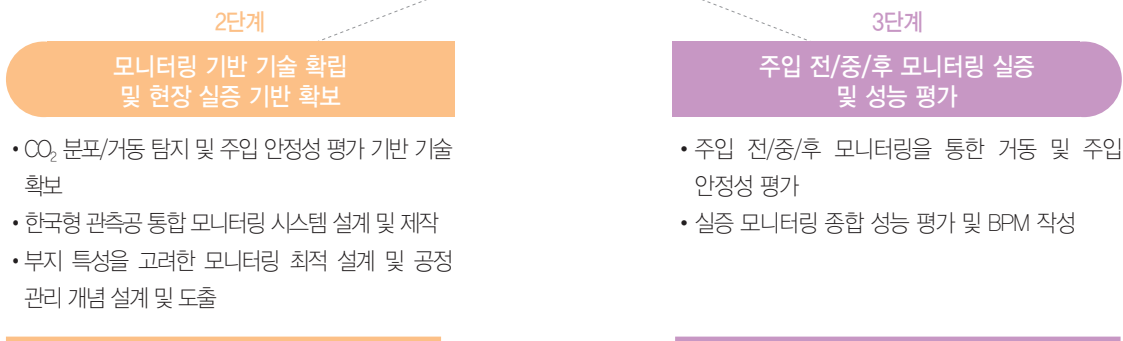 2단계
모니터링 기반 기술 확립
및 현장 실증 기반 확보
• CO₂ 분포/거동 탐지 및 주입 안정성 평가 기반 기술
확보
• 한국형 관측공 통합 모니터링 시스템 설계 및 제작
• 부지 특성을 고려한 모니터링 최적 설계 및 공정
관리 개념 설계 및 도출
3단계
주입 전/중/후 모니터링 실증
및 성능 평가
• 주입 전/중/후 모니터링을 통한 거동 및 주입
안정성 평가
• 실증 모니터링 종합 성능 평가 및 BPM 작성